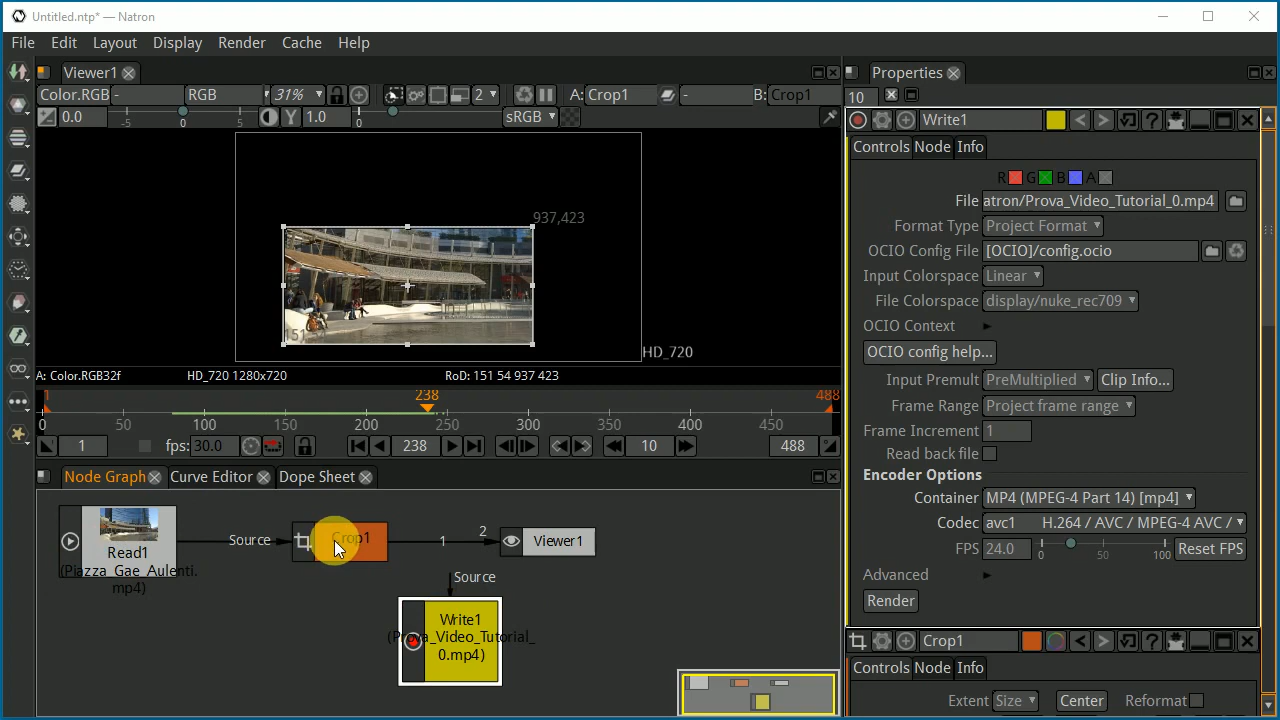 Untitled.ntp* — Natron
File Edit Layout Display Render Cache Help
Viewer1
Color.RGB - RGB 31% 2 A: Crop1 - B: Crop1
0.0 -5 0 5 Y 1.0 0 sRGB
937,423
HD_720
A: Color.RGB32f HD_720 1280x720 RoD: 151 54 937 423
1 238 488
0 50 100 150 200 250 300 350 400 450
1 fps: 30.0 238 10 488
Node Graph Curve Editor Dope Sheet
Read1
(Piazza_Gae_Aulenti.
mp4)
Source
Crop1
1
2
Viewer1
Source
Write1
(Prova_Video_Tutorial_
0.mp4)
Properties
10
Write1
Controls Node Info
R G B A
File atron/Prova_Video_Tutorial_0.mp4
Format Type Project Format
OCIO Config File [OCIO]/config.ocio
Input Colorspace Linear
File Colorspace display/nuke_rec709
OCIO Context
OCIO config help...
Input Premult PreMultiplied Clip Info...
Frame Range Project frame range
Frame Increment 1
Read back file
Encoder Options
Container MP4 (MPEG-4 Part 14) [mp4]
Codec avc1 H.264 / AVC / MPEG-4 AVC /
FPS 24.0 0 50 100 Reset FPS
Advanced
Render
Crop1
Controls Node Info
Extent Size Center Reformat